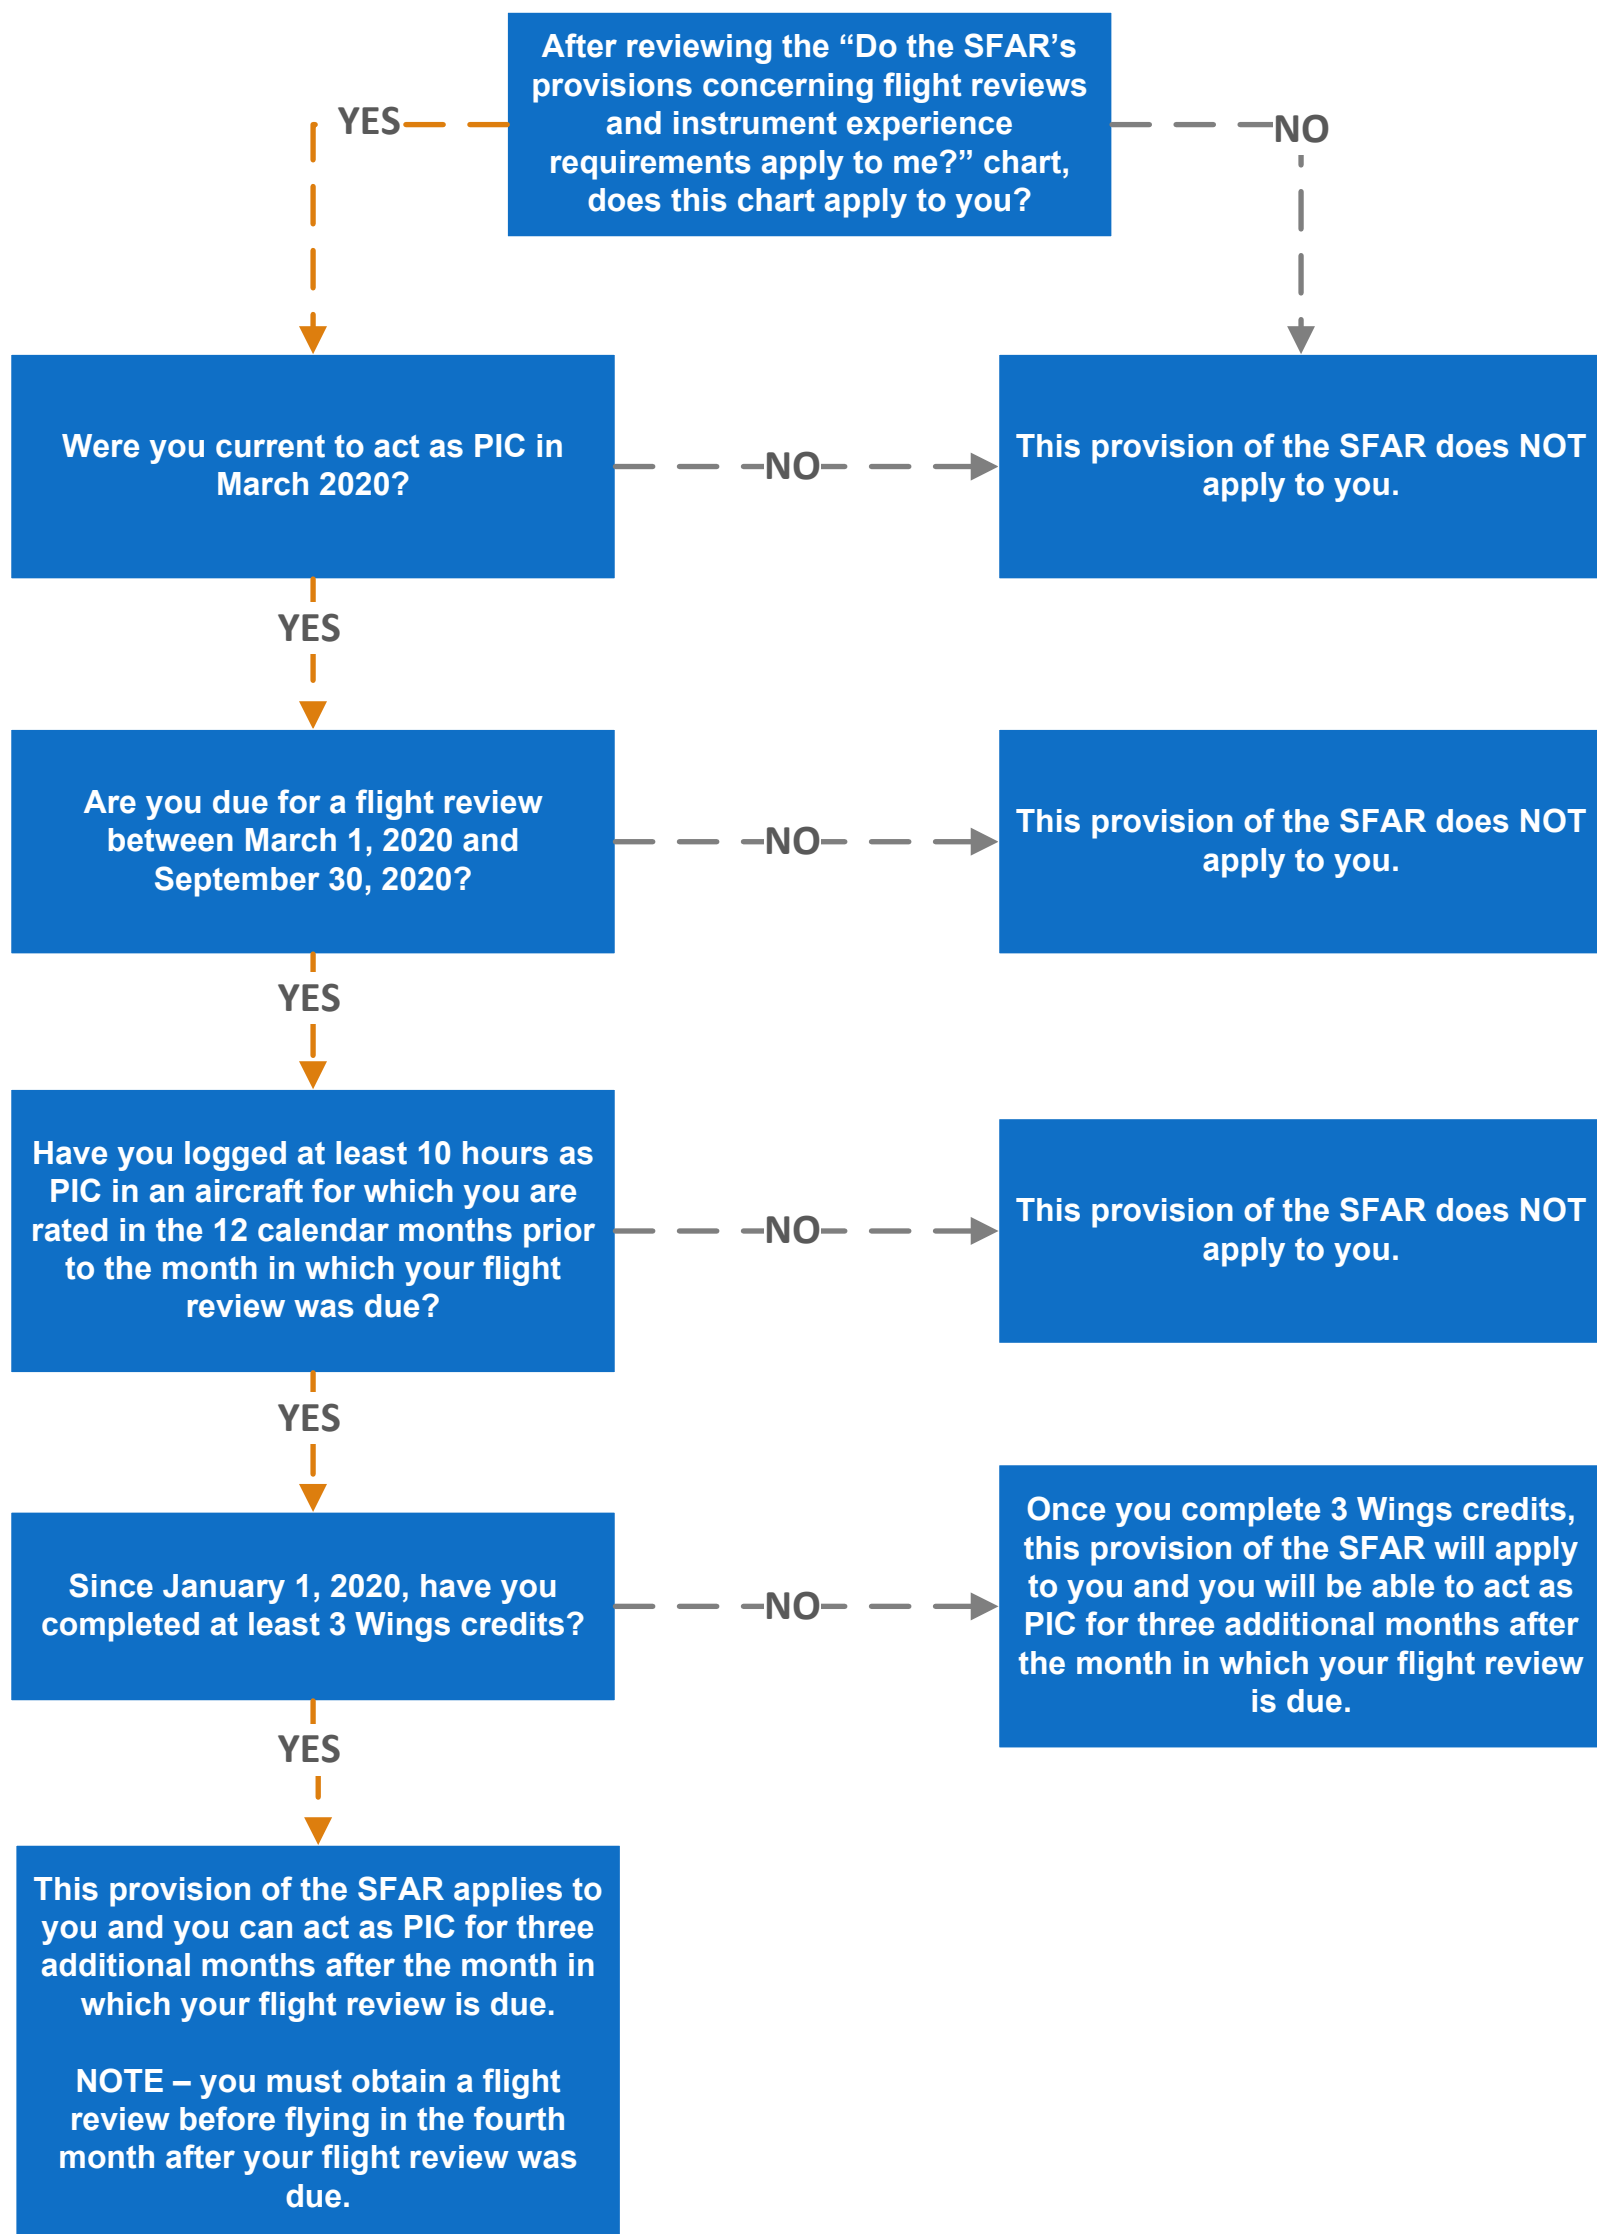 After reviewing the “Do the SFAR’s
provisions concerning flight reviews
and instrument experience
requirements apply to me?” chart,
does this chart apply to you?
YES
NO
Were you current to act as PIC in
March 2020?
NO
This provision of the SFAR does NOT
apply to you.
YES
Are you due for a flight review
between March 1, 2020 and
September 30, 2020?
NO
This provision of the SFAR does NOT
apply to you.
YES
Have you logged at least 10 hours as
PIC in an aircraft for which you are
rated in the 12 calendar months prior
to the month in which your flight
review was due?
NO
This provision of the SFAR does NOT
apply to you.
YES
Since January 1, 2020, have you
completed at least 3 Wings credits?
NO
Once you complete 3 Wings credits,
this provision of the SFAR will apply
to you and you will be able to act as
PIC for three additional months after
the month in which your flight review
is due.
YES
This provision of the SFAR applies to
you and you can act as PIC for three
additional months after the month in
which your flight review is due.
NOTE – you must obtain a flight
review before flying in the fourth
month after your flight review was
due.